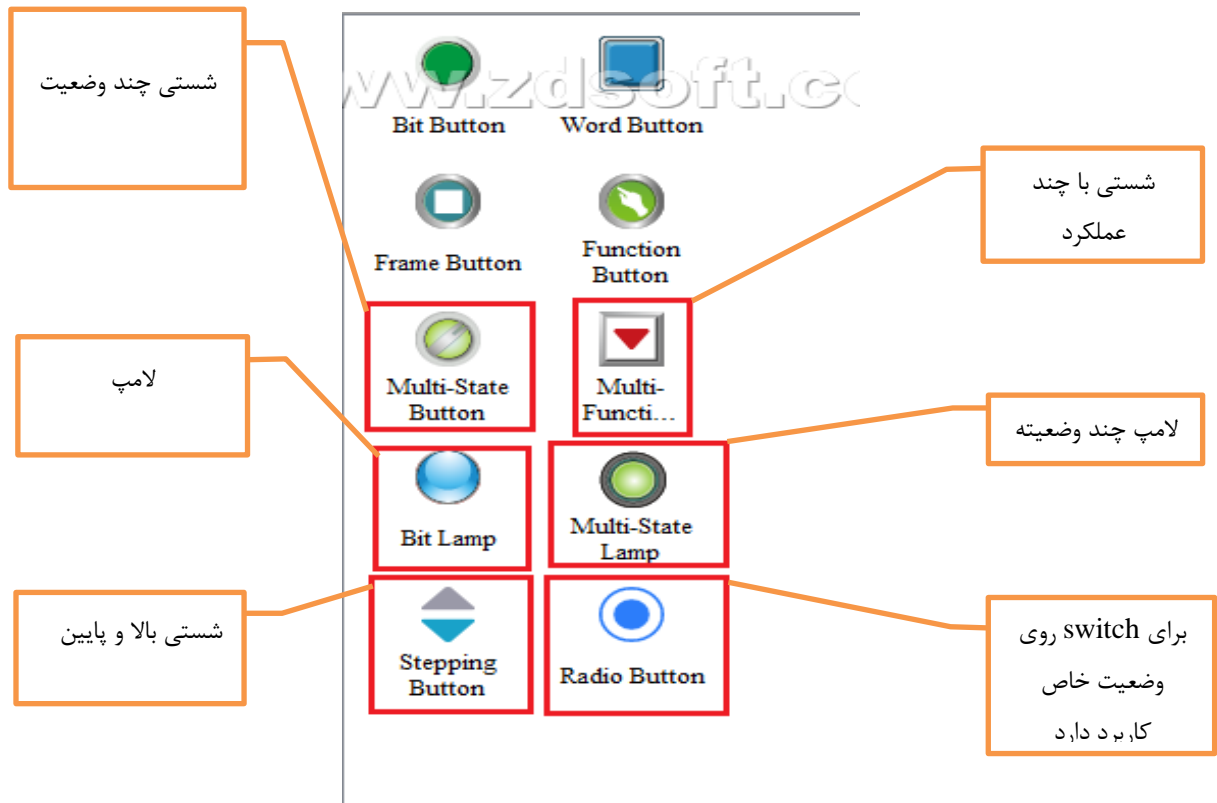 شستی چند وضعیت
www.zdsoft.c
Bit Button
Word Button
شستی با چند
عملکرد
Frame Button
Function
Button
Multi-State
Button
Multi-
Functi...
لامپ
لامپ چند وضعیته
Bit Lamp
Multi-State
Lamp
شستی بالا و پایین
Stepping
Button
Radio Button
برای switch روی
وضعیت خاص
کاربرد دارد